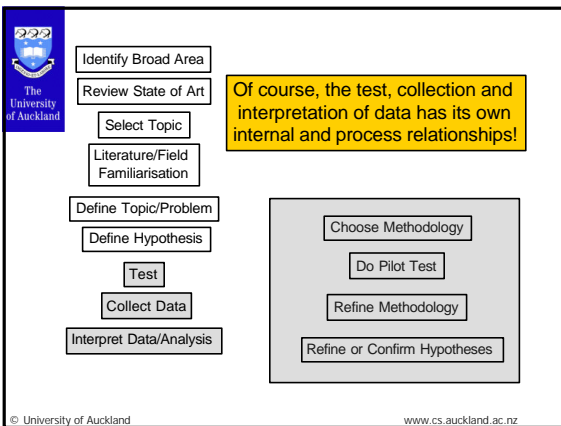 The
University
of Auckland
Identify Broad Area
Review State of Art
Select Topic
Literature/Field
Familiarisation
Define Topic/Problem
Define Hypothesis
Test
Collect Data
Interpret Data/Analysis
Of course, the test, collection and
interpretation of data has its own
internal and process relationships!
Choose Methodology
Do Pilot Test
Refine Methodology
Refine or Confirm Hypotheses
© University of Auckland
www.cs.auckland.ac.nz